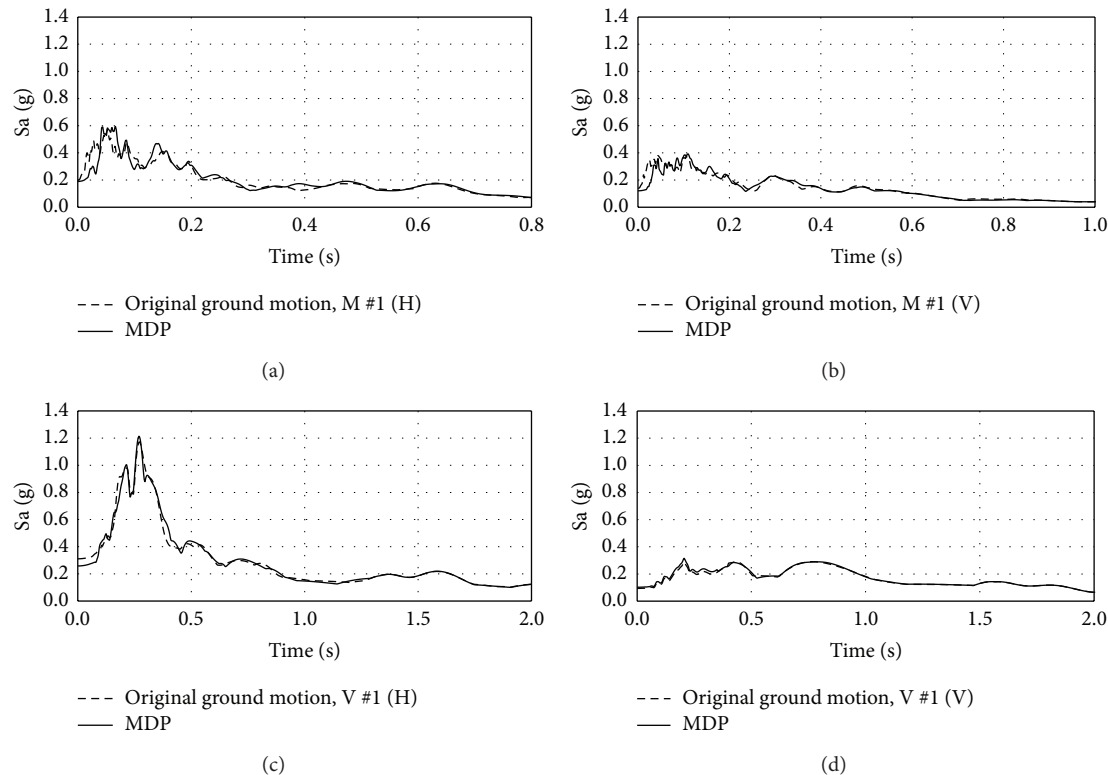 Sa (g)
1.4
1.2
1.0
0.8
0.6
0.4
0.2
0.0
0.0 0.2 0.4 0.6 0.8
Time (s)
Original ground motion, M #1 (H)
MDP
(a)
Sa (g)
1.4
1.2
1.0
0.8
0.6
0.4
0.2
0.0
0.0 0.2 0.4 0.6 0.8 1.0
Time (s)
Original ground motion, M #1 (V)
MDP
(b)
Sa (g)
1.4
1.2
1.0
0.8
0.6
0.4
0.2
0.0
0.0 0.5 1.0 1.5 2.0
Time (s)
Original ground motion, V #1 (H)
MDP
(c)
Sa (g)
1.4
1.2
1.0
0.8
0.6
0.4
0.2
0.0
0.0 0.5 1.0 1.5 2.0
Time (s)
Original ground motion, V #1 (V)
MDP
(d)